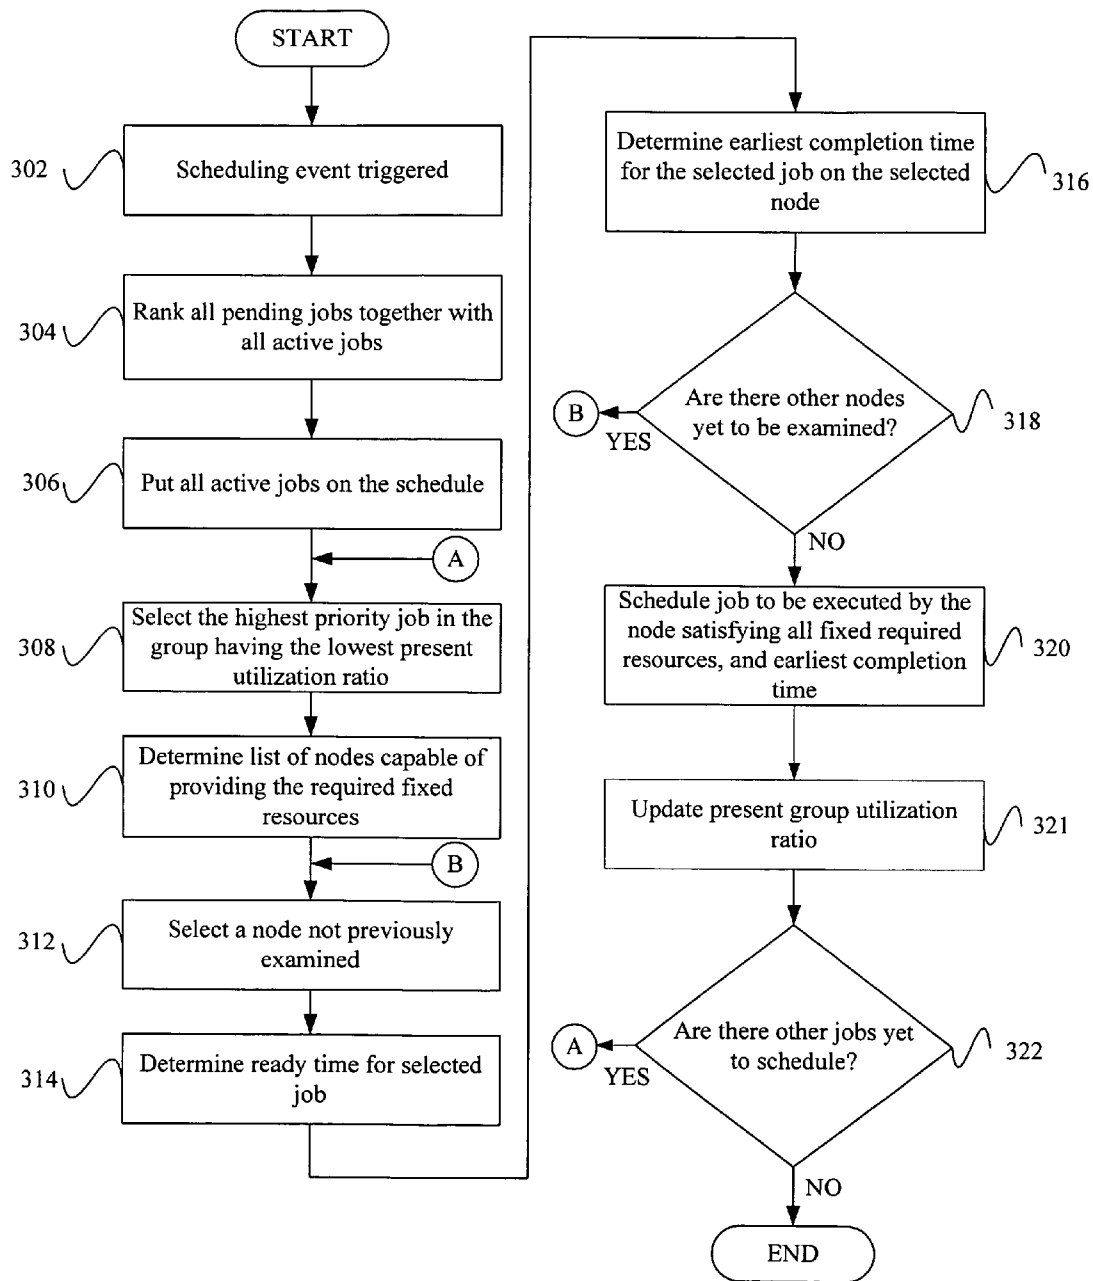 START
302
Scheduling event triggered
304
Rank all pending jobs together with
all active jobs
306
Put all active jobs on the schedule
A
308
Select the highest priority job in the
group having the lowest present
utilization ratio
310
Determine list of nodes capable of
providing the required fixed
resources
B
312
Select a node not previously
examined
314
Determine ready time for selected
job
Determine earliest completion time
for the selected job on the selected
node
316
Are there other nodes
yet to be examined?
318
B
YES
NO
Schedule job to be executed by the
node satisfying all fixed required
resources, and earliest completion
time
320
Update present group utilization
ratio
321
Are there other jobs yet
to schedule?
322
A
YES
NO
END